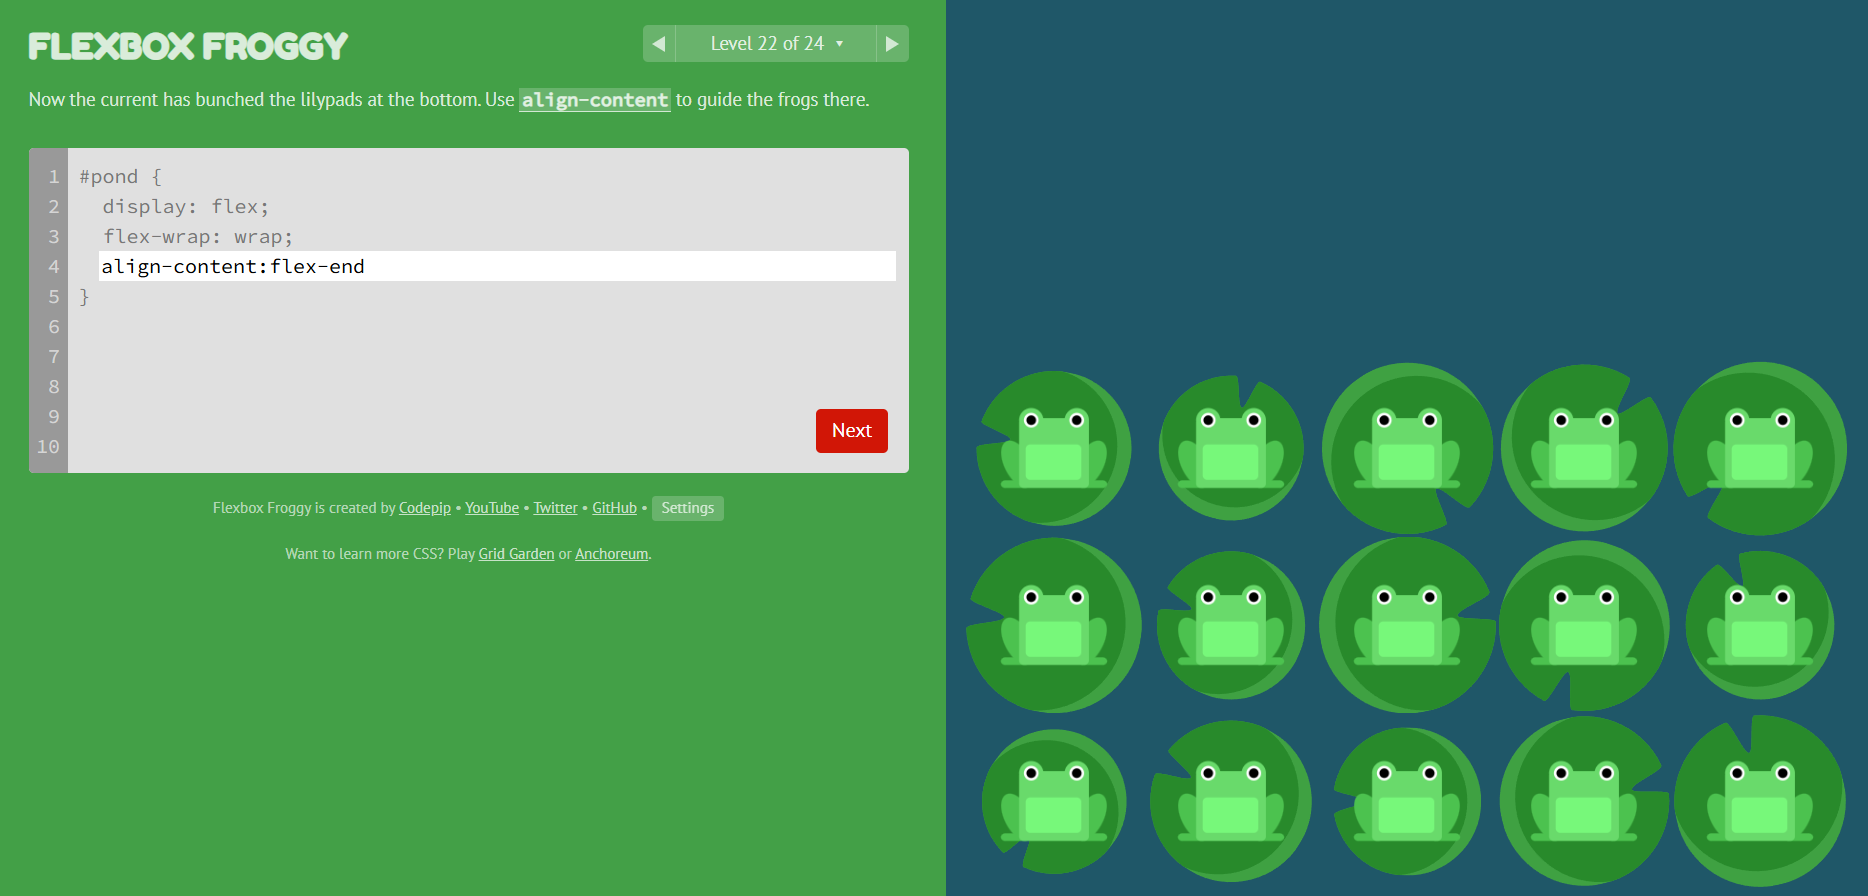 FLEXBOX FROGGY
◀ Level 22 of 24 ▼ ▶
Now the current has bunched the lilypads at the bottom. Use align-content to guide the frogs there.
1 #pond {
2 display: flex;
3 flex-wrap: wrap;
4 align-content:flex-end
5 }
6
7
8
9
10
Next
Flexbox Froggy is created by Codepip • YouTube • Twitter • GitHub • Settings
Want to learn more CSS? Play Grid Garden or Anchoreum.